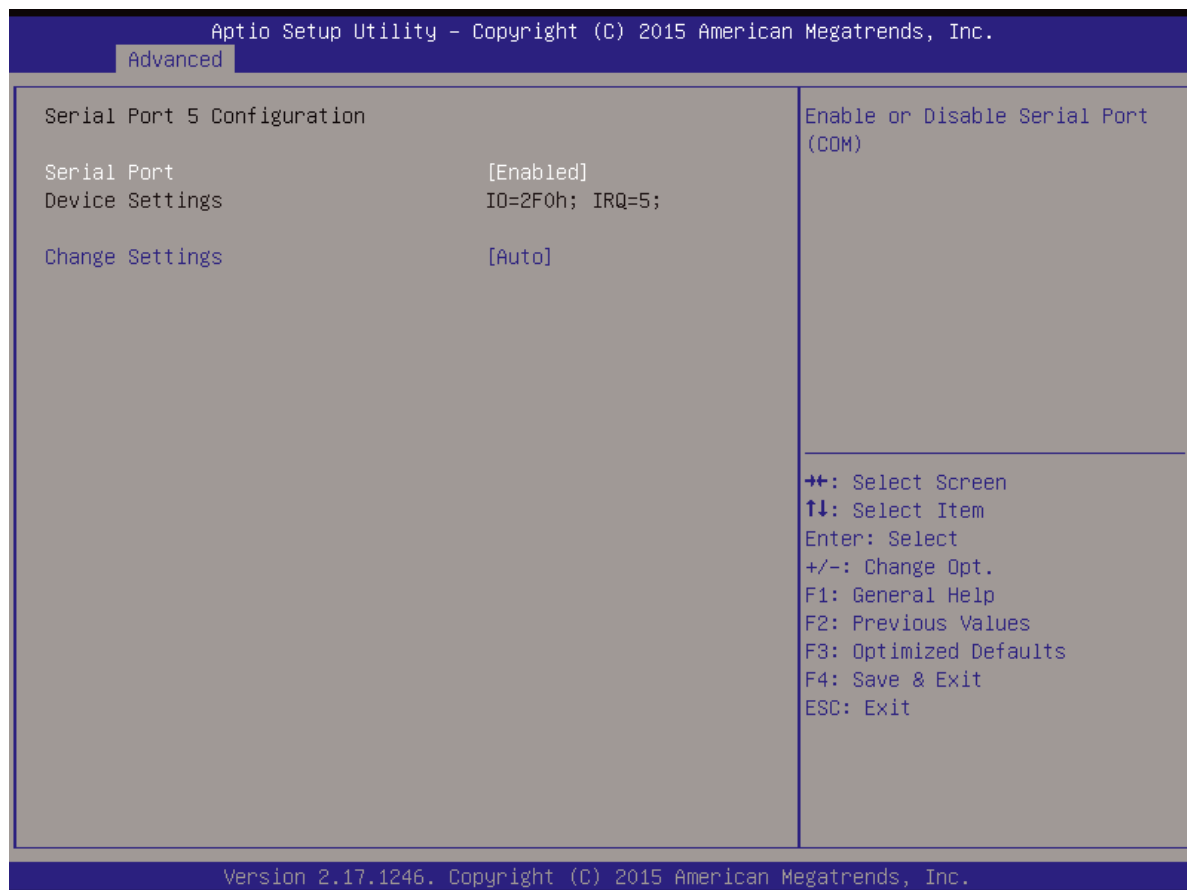 Aptio Setup Utility – Copyright (C) 2015 American Megatrends, Inc.
Advanced
Serial Port 5 Configuration
Serial Port [Enabled]
Device Settings IO=2F0h; IRQ=5;
Change Settings [Auto]
Enable or Disable Serial Port
(COM)
→←: Select Screen
↑↓: Select Item
Enter: Select
+/-: Change Opt.
F1: General Help
F2: Previous Values
F3: Optimized Defaults
F4: Save & Exit
ESC: Exit
Version 2.17.1246. Copyright (C) 2015 American Megatrends, Inc.